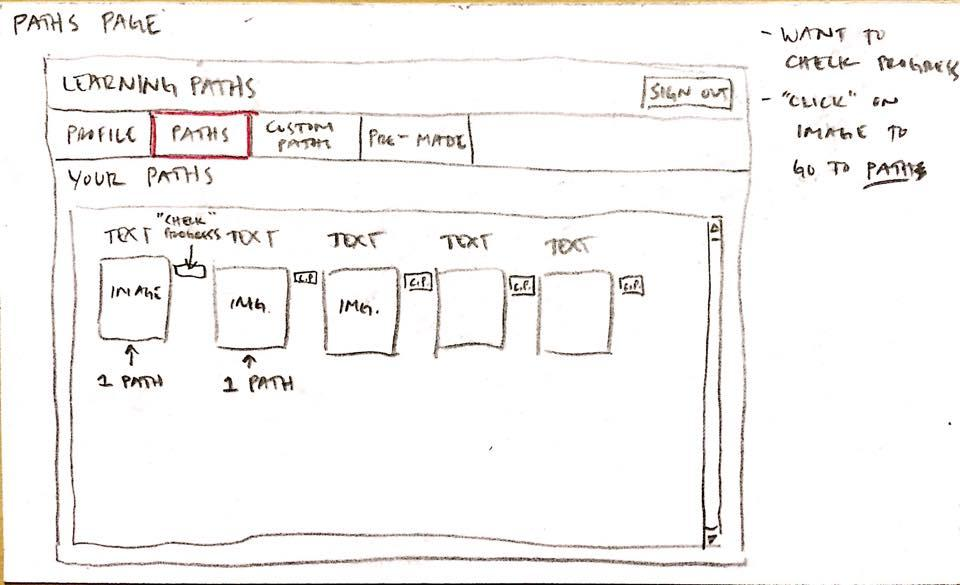 PATHS PAGE
- WANT TO
CHECK PROGRESS
- "CLICK" ON
IMAGE TO
GO TO PATHS
LEARNING PATHS
SIGN OUT
PROFILE
PATHS
CUSTOM
PATHS
PRE-MADE
YOUR PATHS
"CHECK"
PROGRESS
TEXT
TEXT
TEXT
TEXT
TEXT
IMAGE
IMG.
IMG.
C.P.
C.P.
C.P.
C.P.
1 PATH
1 PATH